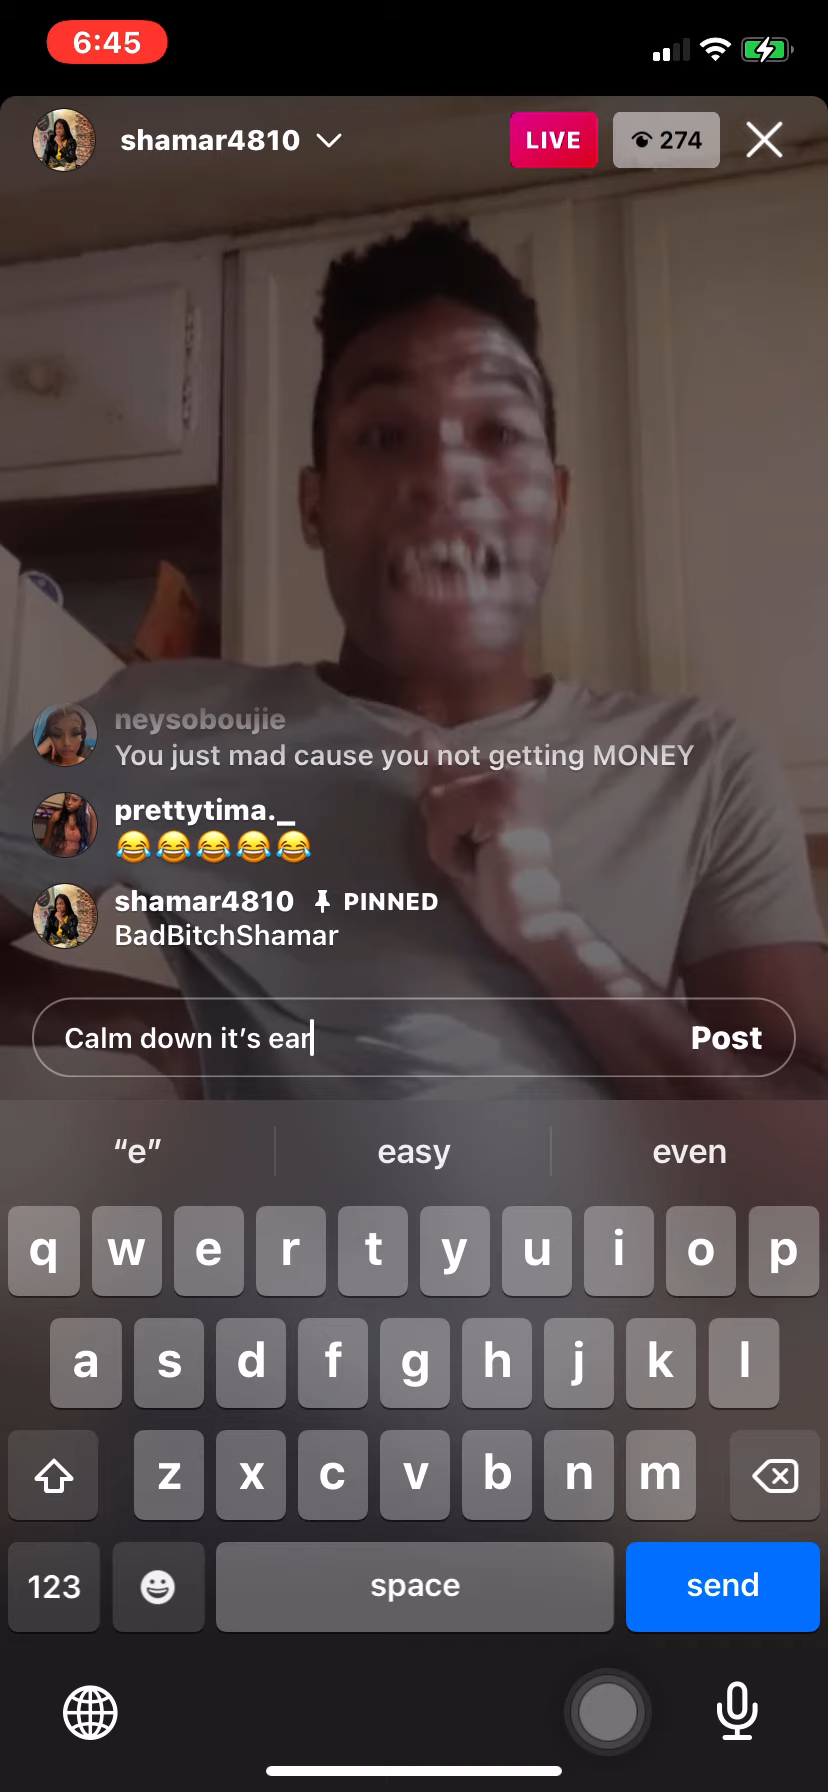 6:45
shamar4810
LIVE
274
neysoboujie
You just mad cause you not getting MONEY
prettytima._
😂😂😂😂😂
shamar4810 PINNED
BadBitchShamar
Calm down it’s ear
Post
“e” easy even
q w e r t y u i o p
a s d f g h j k l
z x c v b n m
123 space send